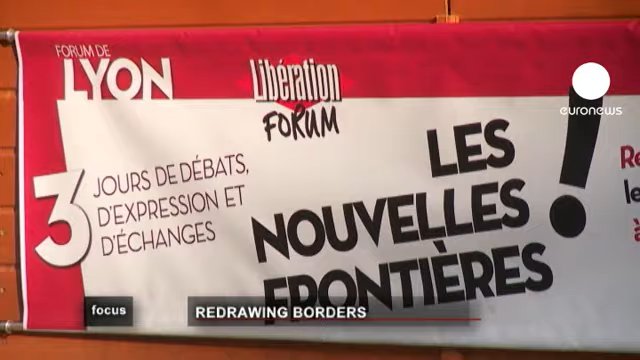 FORUM DE
LYON
Libération
FORUM
3 JOURS DE DÉBATS,
D'EXPRESSION ET
D'ÉCHANGES
LES
NOUVELLES
FRONTIÈRES
!
euronews
focus
REDRAWING BORDERS